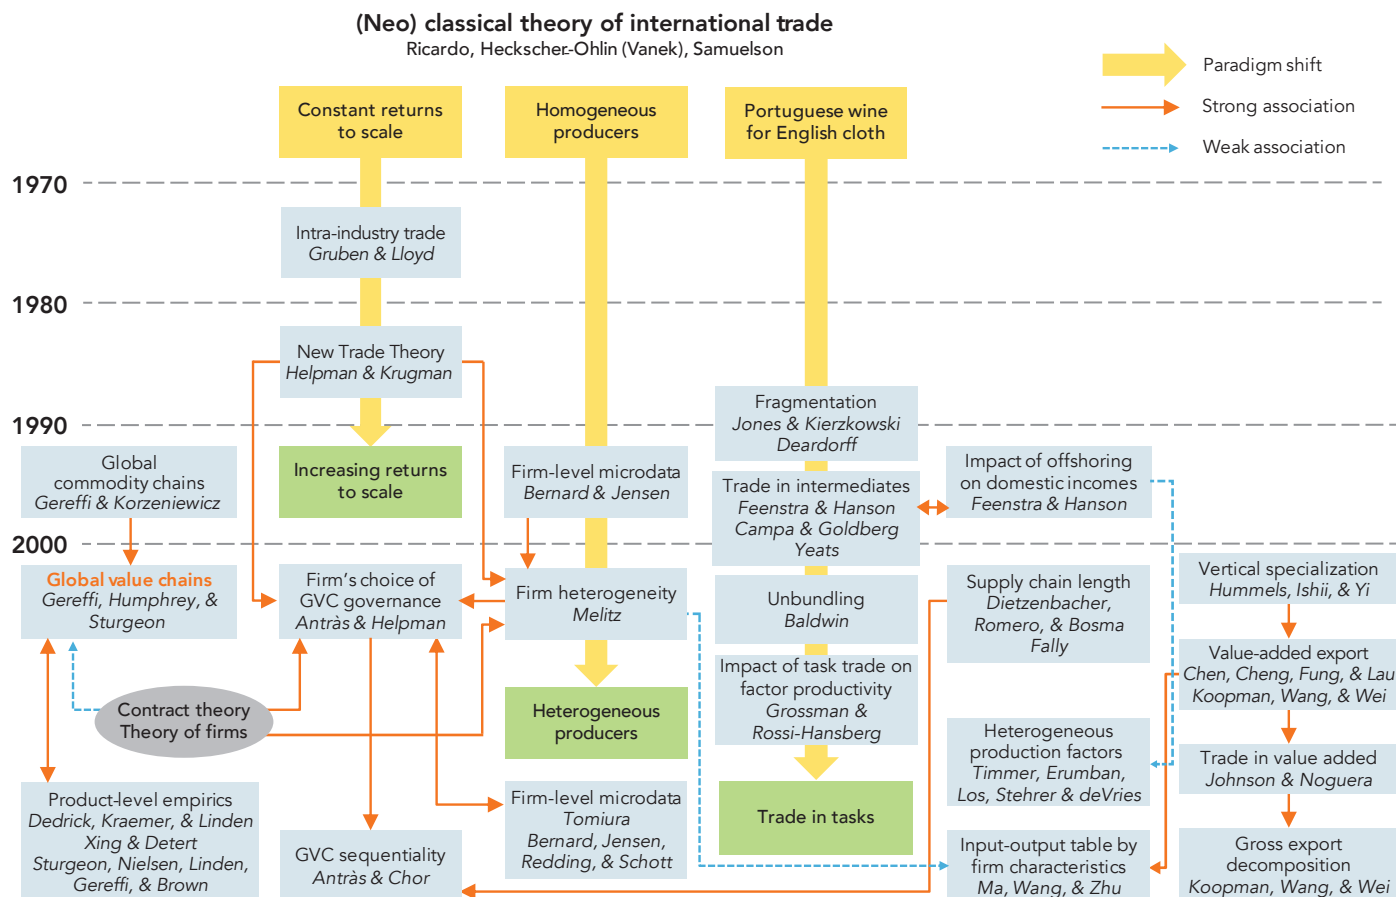 (Neo) classical theory of international trade
Ricardo, Heckscher-Ohlin (Vanek), Samuelson
Paradigm shift
Strong association
Weak association
Constant returns
to scale
Homogeneous
producers
Portuguese wine
for English cloth
1970
Intra-industry trade
Gruben & Lloyd
1980
New Trade Theory
Helpman & Krugman
Fragmentation
Jones & Kierzkowski
Deardorff
1990
Global
commodity chains
Gereffi & Korzeniewicz
Increasing returns
to scale
Firm-level microdata
Bernard & Jensen
Trade in intermediates
Feenstra & Hanson
Campa & Goldberg
Yeats
Impact of offshoring
on domestic incomes
Feenstra & Hanson
2000
Global value chains
Gereffi, Humphrey, &
Sturgeon
Firm's choice of
GVC governance
Antràs & Helpman
Firm heterogeneity
Melitz
Unbundling
Baldwin
Supply chain length
Dietzenbacher,
Romero, & Bosma
Fally
Vertical specialization
Hummels, Ishii, & Yi
Value-added export
Chen, Cheng, Fung, & Lau
Koopman, Wang, & Wei
Impact of task trade on
factor productivity
Grossman &
Rossi-Hansberg
Contract theory
Theory of firms
Heterogeneous
producers
Heterogeneous
production factors
Timmer, Erumban,
Los, Stehrer & deVries
Trade in value added
Johnson & Noguera
Product-level empirics
Dedrick, Kraemer, & Linden
Xing & Detert
Sturgeon, Nielsen, Linden,
Gereffi, & Brown
GVC sequentiality
Antràs & Chor
Firm-level microdata
Tomiura
Bernard, Jensen,
Redding, & Schott
Trade in tasks
Input-output table by
firm characteristics
Ma, Wang, & Zhu
Gross export
decomposition
Koopman, Wang, & Wei